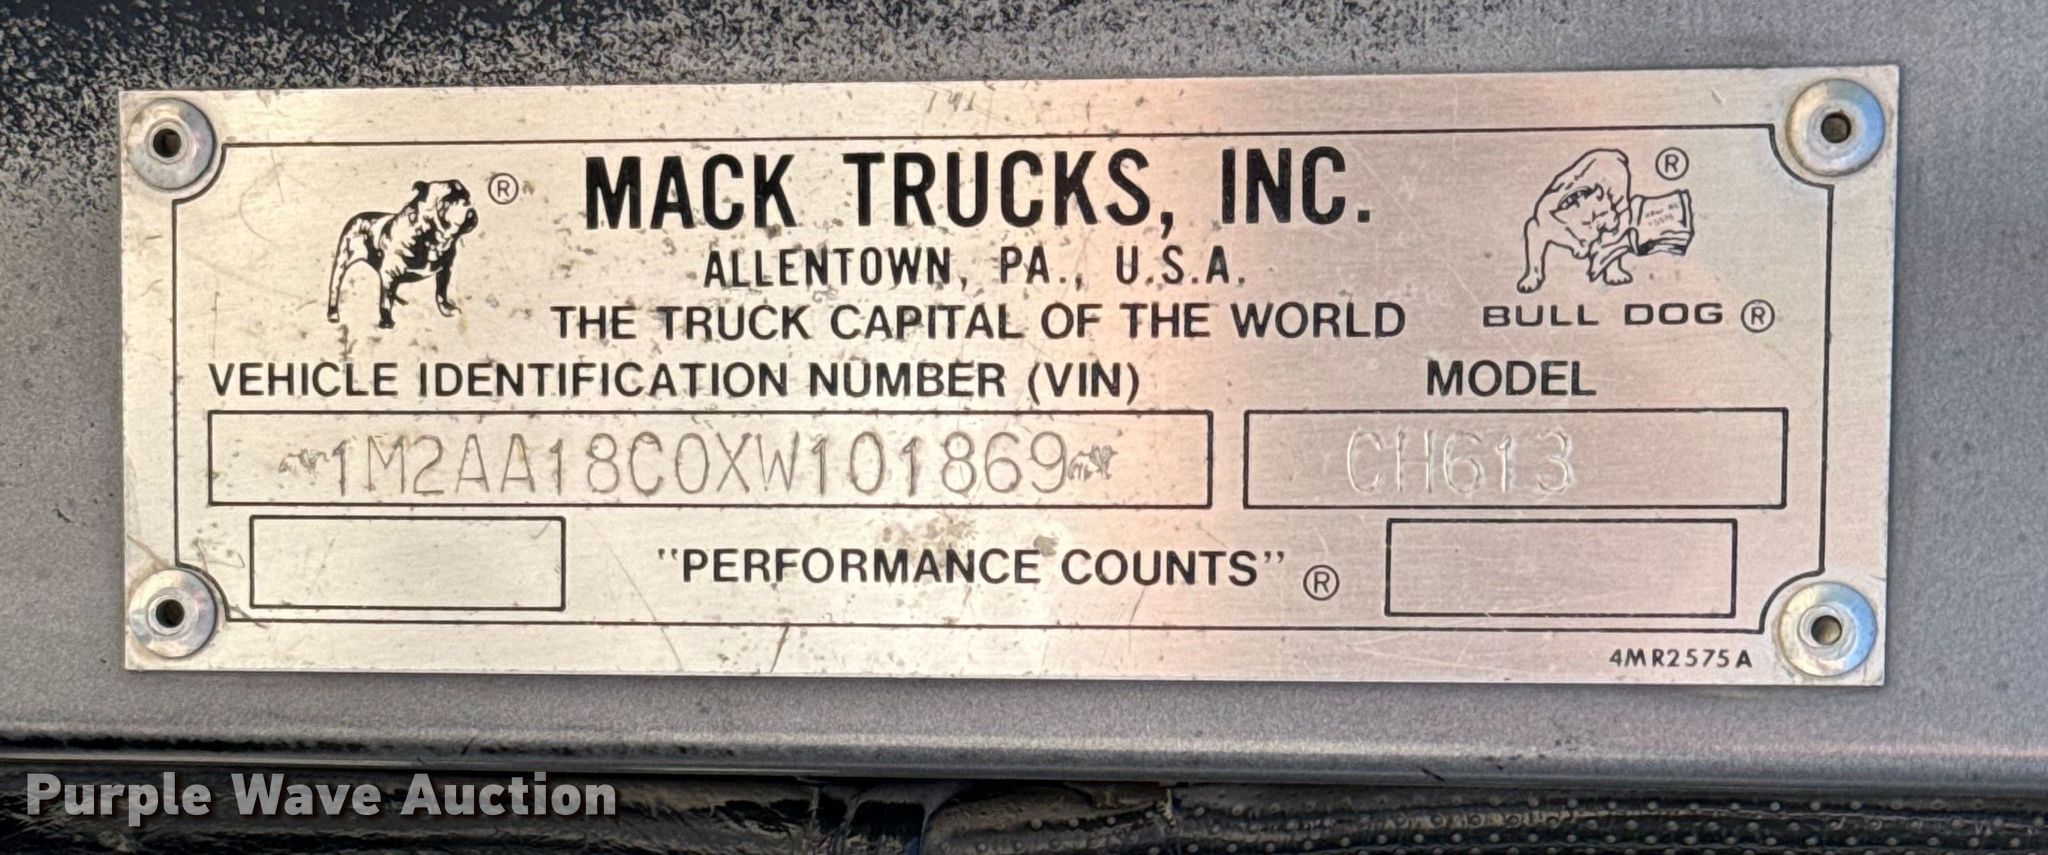 ® MACK TRUCKS, INC. ®
ALLENTOWN, PA., U.S.A.
THE TRUCK CAPITAL OF THE WORLD
BULL DOG ®
VEHICLE IDENTIFICATION NUMBER (VIN)
MODEL
1M2AA18C0XW101869
CH613
"PERFORMANCE COUNTS" ®
4MR2575A
Purple Wave Auction